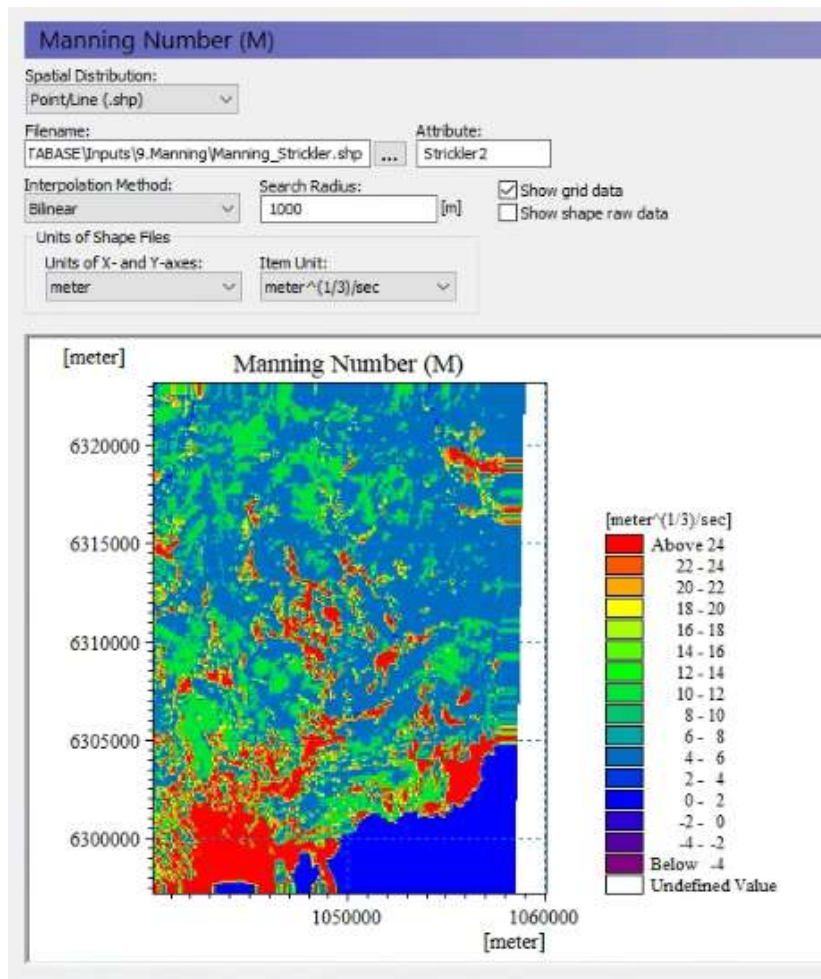 Manning Number (M)
Spatial Distribution:
Point/Line (.shp)
Filename:
Attribute:
TABASE\Inputs\9.Manning\Manning_Strickler.shp
...
Strickler2
Interpolation Method:
Search Radius:
Show grid data
Bilinear
1000
[m]
Show shape raw data
Units of Shape Files
Units of X- and Y-axes:
Item Unit:
meter
meter^(1/3)/sec
[meter]
Manning Number (M)
6320000
6315000
6310000
6305000
6300000
1050000
1060000
[meter]
[meter^(1/3)/sec]
Above 24
22 - 24
20 - 22
18 - 20
16 - 18
14 - 16
12 - 14
10 - 12
8 - 10
6 - 8
4 - 6
2 - 4
0 - 2
-2 - 0
-4 - -2
Below -4
Undefined Value